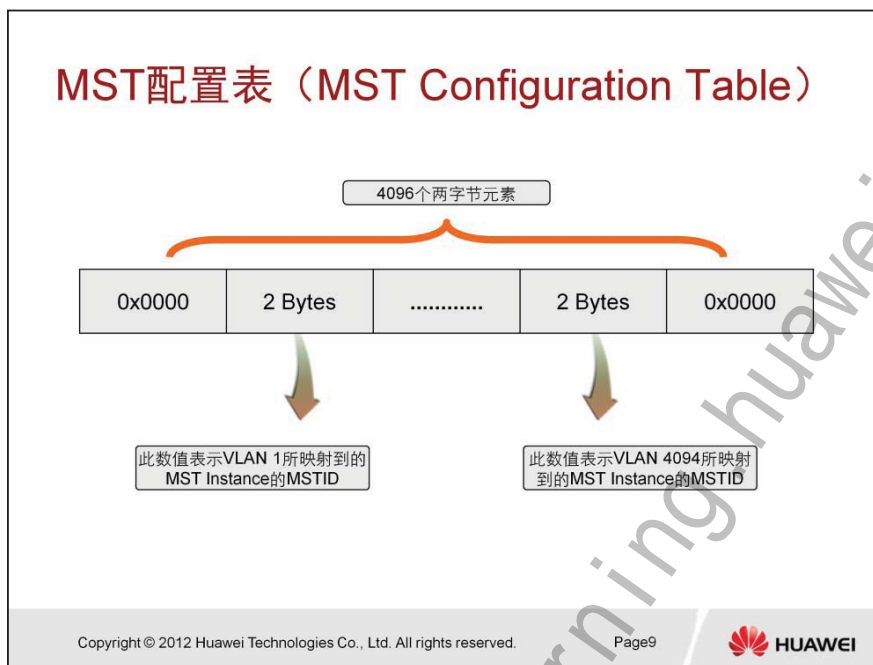 MST配置表（MST Configuration Table）
4096个两字节元素
0x0000
2 Bytes
............
2 Bytes
0x0000
此数值表示VLAN 1所映射到的
MST Instance的MSTID
此数值表示VLAN 4094所映射
到的MST Instance的MSTID
Copyright © 2012 Huawei Technologies Co., Ltd. All rights reserved.
Page9
HUAWEI
rning.huawei.